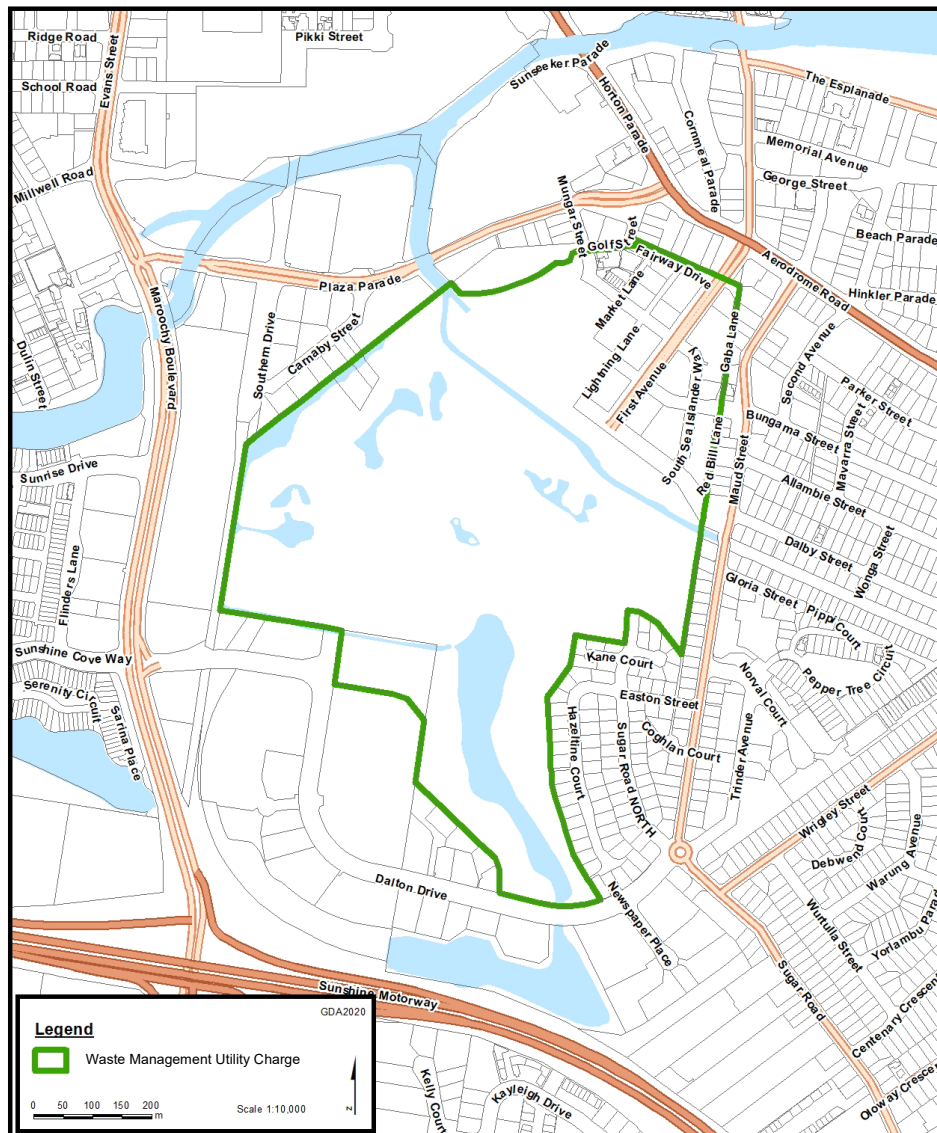 Ridge Road
Pikki Street
School Road
Evans Street
Sunseeker Parade
Horton Parade
The Esplanade
Cornmeal Parade
Memorial Avenue
George Street
Millwell Road
Mungar Street
Golf Street
Beach Parade
Fairway Drive
Aerodrome Road
Plaza Parade
Hinkler Parade
Maroochy Boulevard
Southern Drive
Carnaby Street
Market Lane
Lightning Lane
First Avenue
Gaba Lane
Second Avenue
Dulin Street
South Sea Islander Way
Parker Street
Bungama Street
Mavarra Street
Red Bill Lane
Maud Street
Sunrise Drive
Allambie Street
Dalby Street
Wonga Street
Flinders Lane
Gloria Street
Pippi Court
Sunshine Cove Way
Kane Court
Pepper Tree Circuit
Serenity Circuit
Sarina Place
Easton Street
Norval Court
Hazeltine Court
Sugar Road NORTH
Coghlan Court
Trinder Avenue
Wrigley Street
Debwend Court
Warung Avenue
Dalton Drive
Newspaper Place
Wurtulla Street
Yorlambu Parad
Sugar Road
Centenary Crescent
Sunshine Motorway
Oloway Crescen
Kelly Court
Kayleigh Drive
GDA2020
Legend
Waste Management Utility Charge
0 50 100 150 200
m
Scale 1:10,000
N